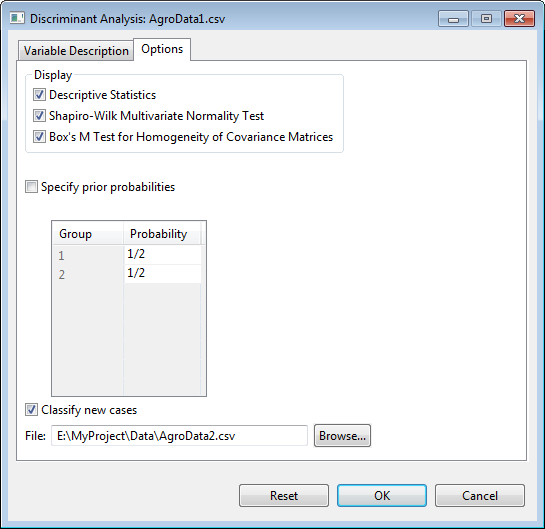 Discriminant Analysis: AgroData1.csv
Variable Description Options
Display
Descriptive Statistics
Shapiro-Wilk Multivariate Normality Test
Box's M Test for Homogeneity of Covariance Matrices
Specify prior probabilities
Group Probability
1 1/2
2 1/2
Classify new cases
File: E:\MyProject\Data\AgroData2.csv Browse...
Reset OK Cancel